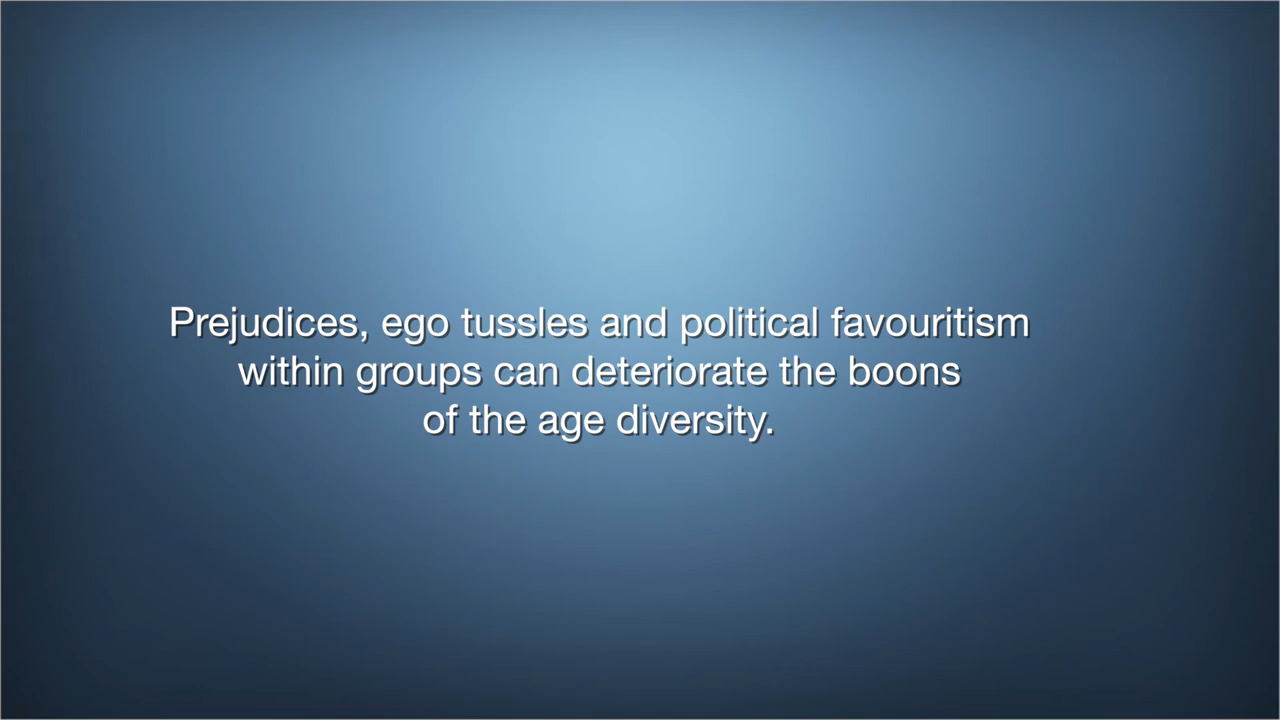 Prejudices, ego tussles and political favouritism
within groups can deteriorate the boons
of the age diversity.